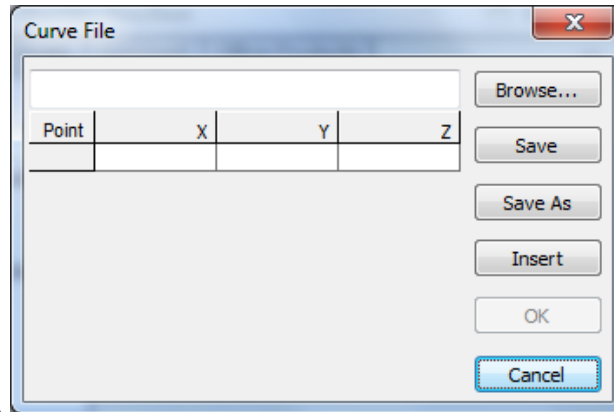 Curve File
Browse...
Point X Y Z
Save
Save As
Insert
OK
Cancel